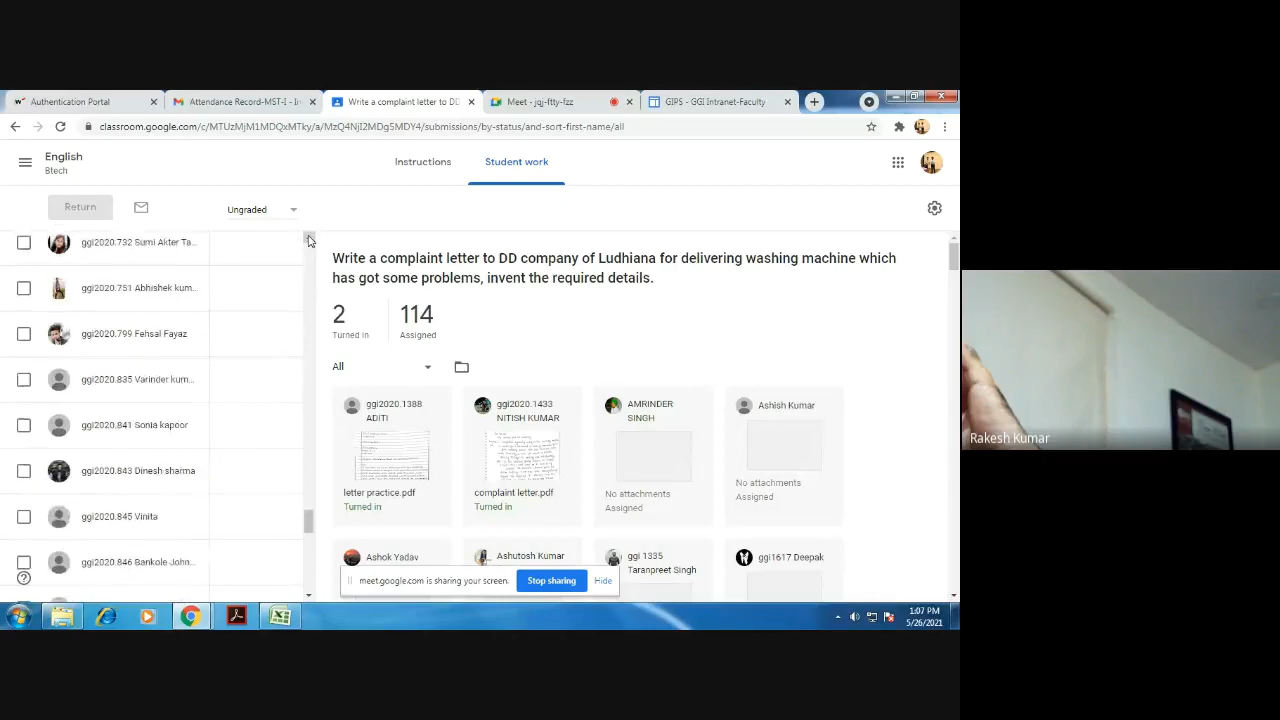 Authentication Portal
Attendance Record-MST-I - In
Write a complaint letter to DD
Meet - jqj-ftty-fzz
GIPS - GGI Intranet-Faculty
classroom.google.com/c/MTUzMjM1MDQxMTky/a/MzQ4NjI2MDg5MDY4/submissions/by-status/and-sort-first-name/all
English
Btech
Instructions
Student work
Return
Ungraded
ggi2020.732 Sumi Akter Ta...
ggi2020.751 Abhishek kum...
ggi2020.799 Fehsal Fayaz
ggi2020.835 Varinder kum...
ggi2020.841 Sonia kapoor
ggi2020.843 Dinesh sharma
ggi2020.845 Vinita
ggi2020.846 Bankole John...
Write a complaint letter to DD company of Ludhiana for delivering washing machine which
has got some problems, invent the required details.
2
Turned in
114
Assigned
All
ggi2020.1388
ADITI
letter practice.pdf
Turned in
ggi2020.1433
NITISH KUMAR
complaint letter.pdf
Turned in
AMRINDER
SINGH
No attachments
Assigned
Ashish Kumar
No attachments
Assigned
Ashok Yadav
Ashutosh Kumar
ggi 1335
Taranpreet Singh
ggi1617 Deepak
meet.google.com is sharing your screen.
Stop sharing
Hide
1:07 PM
5/26/2021
Rakesh Kumar